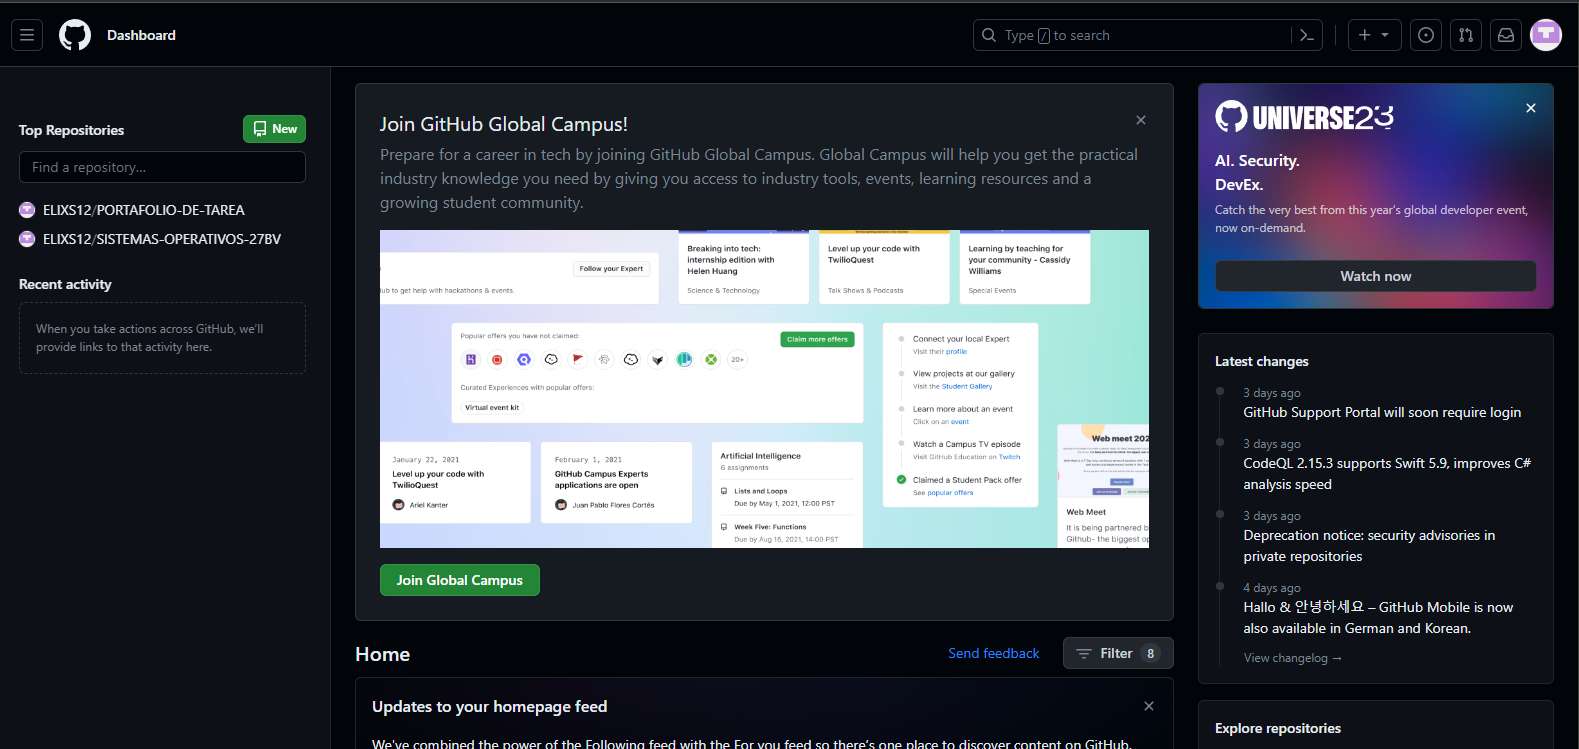 Dashboard
Type / to search
Top Repositories
New
Find a repository...
ELIXS12/PORTAFOLIO-DE-TAREA
ELIXS12/SISTEMAS-OPERATIVOS-27BV
Recent activity
When you take actions across GitHub, we'll
provide links to that activity here.
Join GitHub Global Campus!
Prepare for a career in tech by joining GitHub Global Campus. Global Campus will help you get the practical
industry knowledge you need by giving you access to industry tools, events, learning resources and a
growing student community.
Follow your Expert
ub to get help with hackathons & events.
Breaking into tech:
internship edition with
Helen Huang
Science & Technology
Level up your code with
TwilioQuest
Talk Shows & Podcasts
Learning by teaching for
your community - Cassidy
Williams
Special Events
Popular offers you have not claimed:
Claim more offers
20+
Curated Experiences with popular offers:
Virtual event kit
Connect your local Expert
Visit their profile
View projects at our gallery
Visit the Student Gallery
Learn more about an event
Click on an event
Watch a Campus TV episode
Visit GitHub Education on Twitch
Claimed a Student Pack offer
See popular offers
January 22, 2021
Level up your code with
TwilioQuest
Ariel Kanter
February 1, 2021
GitHub Campus Experts
applications are open
Juan Pablo Flores Cortés
Artificial Intelligence
6 assignments
Lists and Loops
Due by May 1, 2021, 12:00 PST
Week Five: Functions
Due by Aug 16, 2021, 14:00 PST
Web meet 202
Web Meet
It is being partnered b
Github- the biggest op
Join Global Campus
Home
Send feedback
Filter 8
Updates to your homepage feed
We've combined the power of the Following feed with the For you feed so there's one place to discover content on GitHub.
UNIVERSE23
AI. Security.
DevEx.
Catch the very best from this year's global developer event,
now on-demand.
Watch now
Latest changes
3 days ago
GitHub Support Portal will soon require login
3 days ago
CodeQL 2.15.3 supports Swift 5.9, improves C#
analysis speed
3 days ago
Deprecation notice: security advisories in
private repositories
4 days ago
Hallo & 안녕하세요 – GitHub Mobile is now
also available in German and Korean.
View changelog →
Explore repositories